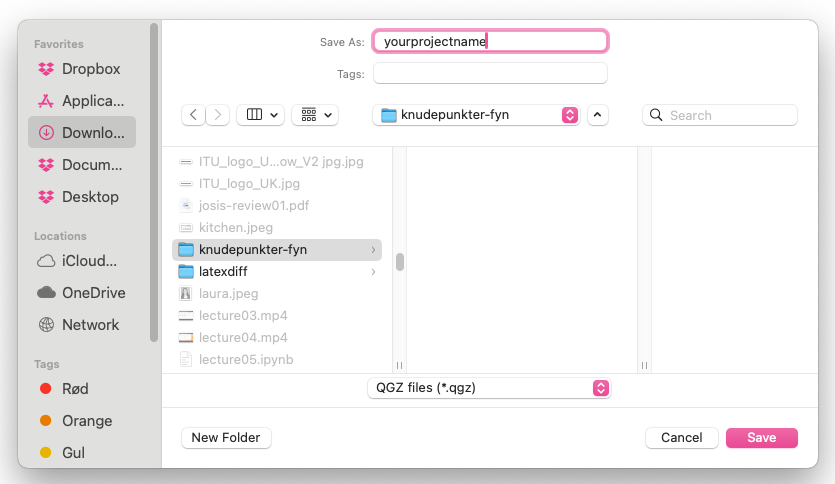 Favorites
Dropbox
Applica...
Downlo...
Docum...
Desktop
Locations
iCloud...
OneDrive
Network
Tags
Rød
Orange
Gul
Save As: yourprojectname
Tags:
knudepunkter-fyn
Search
ITU_logo_U...ow_V2 jpg.jpg
ITU_logo_UK.jpg
josis-review01.pdf
kitchen.jpeg
knudepunkter-fyn
latexdiff
laura.jpeg
lecture03.mp4
lecture04.mp4
lecture05.ipynb
QGZ files (*.qgz)
New Folder
Cancel
Save